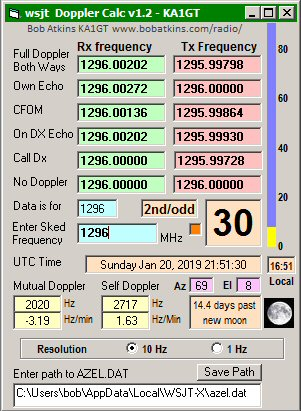 wsjt Doppler Calc v1.2 - KA1GT
Bob Atkins KA1GT www.bobatkins.com/radio/
Rx frequency Tx Frequency
Full Doppler Both Ways 1296.00202 1295.99798
Own Echo 1296.00272 1296.00000
CFOM 1296.00136 1295.99864
On DX Echo 1296.00202 1295.99930
Call Dx 1296.00000 1295.99728
No Doppler 1296.00000 1296.00000
Data is for 1296 2nd/odd 30
Enter Sked Frequency 1296 MHz
80
60
40
20
0
UTC Time Sunday Jan 20, 2019 21:51:30 16:51 Local
Mutual Doppler Self Doppler Az 69 El 8
2020 Hz 2717 Hz
-3.19 Hz/min 1.63 Hz/Min
14.4 days past new moon
Resolution 10 Hz 1 Hz
Enter path to AZEL.DAT Save Path
C:\Users\bob\AppData\Local\WSJT-X\azel.dat